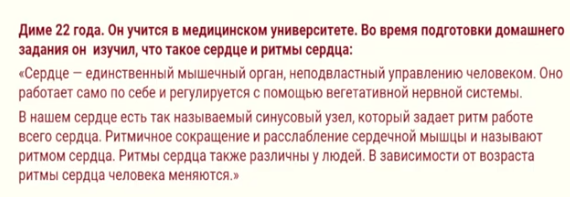 Диме 22 года. Он учится в медицинском университете. Во время подготовки домашнего
задания он изучил, что такое сердце и ритмы сердца:
«Сердце — единственный мышечный орган, неподвластный управлению человеком. Оно
работает само по себе и регулируется с помощью вегетативной нервной системы.
В нашем сердце есть так называемый синусовый узел, который задает ритм работе
всего сердца. Ритмичное сокращение и расслабление сердечной мышцы и называют
ритмом сердца. Ритмы сердца также различны у людей. В зависимости от возраста
ритмы сердца человека меняются.»